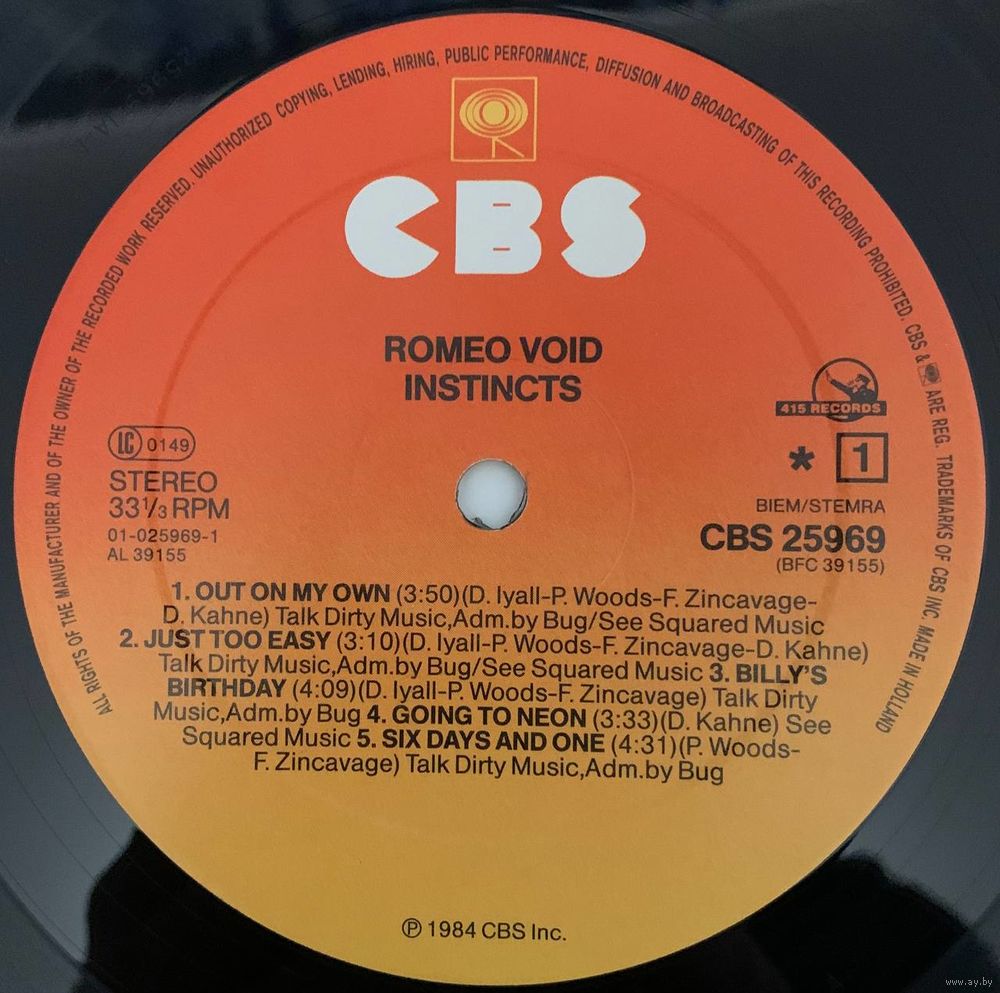 ALL RIGHTS OF THE MANUFACTURER AND OF THE OWNER OF THE RECORDED WORK RESERVED. UNAUTHORIZED COPYING, LENDING, HIRING, PUBLIC PERFORMANCE, DIFFUSION AND BROADCASTING OF THIS RECORDING PROHIBITED. CBS & ARE REG. TRADEMARKS OF CBS INC. MADE IN HOLLAND
CBS
ROMEO VOID
INSTINCTS
415 RECORDS
* 1
LC 0149
STEREO
33⅓ RPM
01-025969-1
AL 39155
BIEM/STEMRA
CBS 25969
(BFC 39155)
1. OUT ON MY OWN (3:50)(D. Iyall-P. Woods-F. Zincavage-
D. Kahne) Talk Dirty Music,Adm.by Bug/See Squared Music
2. JUST TOO EASY (3:10)(D. Iyall-P. Woods-F. Zincavage-D. Kahne)
Talk Dirty Music,Adm.by Bug/See Squared Music 3. BILLY'S
BIRTHDAY (4:09)(D. Iyall-P. Woods-F. Zincavage) Talk Dirty
Music,Adm.by Bug 4. GOING TO NEON (3:33)(D. Kahne) See
Squared Music 5. SIX DAYS AND ONE (4:31)(P. Woods-
F. Zincavage) Talk Dirty Music,Adm.by Bug
℗ 1984 CBS Inc.
www.ay.by